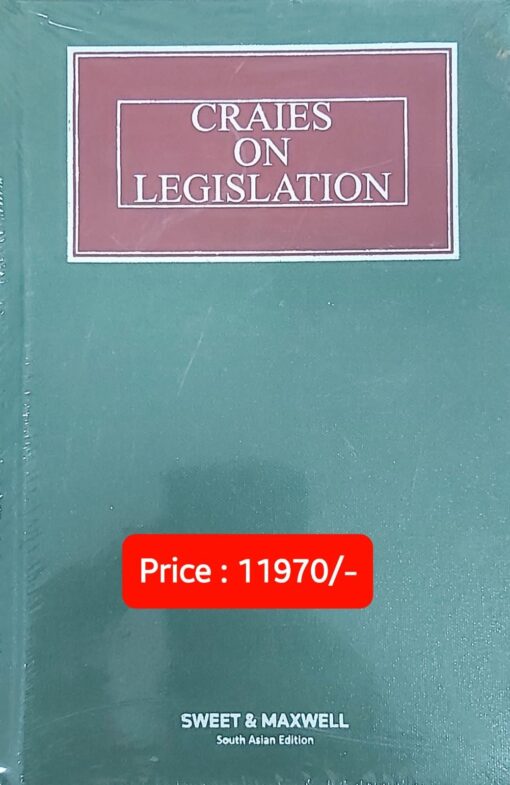 CRAIES
ON
LEGISLATION
Price : 11970/-
SWEET & MAXWELL
South Asian Edition